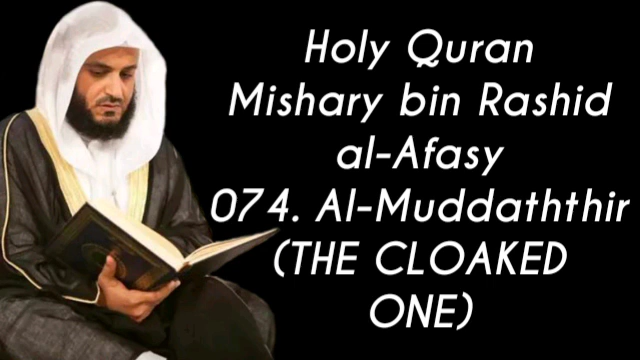 Holy Quran
Mishary bin Rashid
al-Afasy
074. Al-Muddaththir
(THE CLOAKED
ONE)